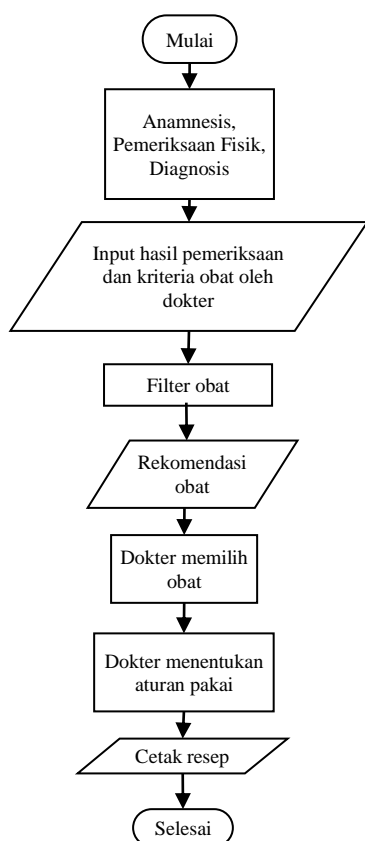 Mulai
Anamnesis,
Pemeriksaan Fisik,
Diagnosis
Input hasil pemeriksaan
dan kriteria obat oleh
dokter
Filter obat
Rekomendasi
obat
Dokter memilih
obat
Dokter menentukan
aturan pakai
Cetak resep
Selesai